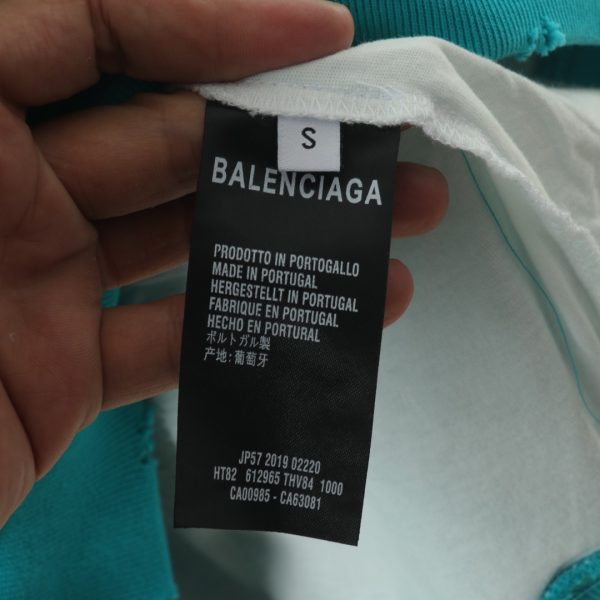 S
BALENCIAGA
PRODOTTO IN PORTOGALLO
MADE IN PORTUGAL
HERGESTELLT IN PORTUGAL
FABRIQUE EN PORTUGAL
HECHO EN PORTURAL
ポルトガル製
产地:葡萄牙
JP57 2019 02220
HT82 612965 THV84 1000
CA00985 - CA63081